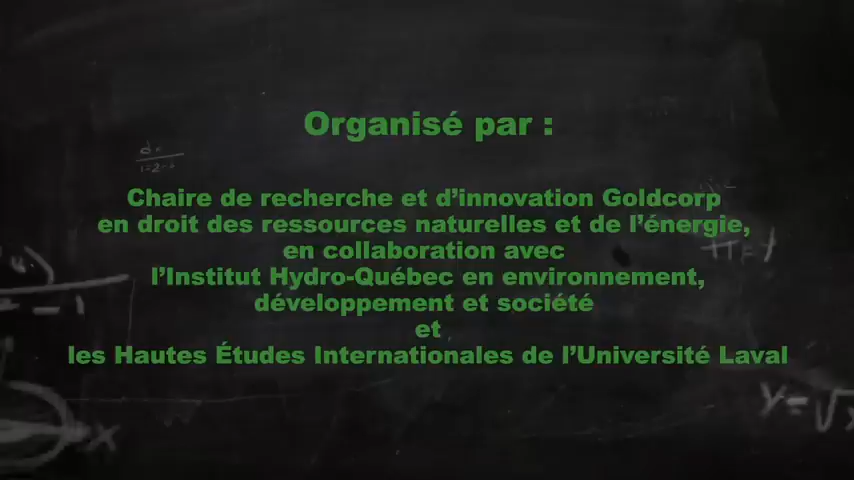 Organisé par :
Chaire de recherche et d'innovation Goldcorp
en droit des ressources naturelles et de l'énergie,
en collaboration avec
l'Institut Hydro-Québec en environnement,
développement et société
et
les Hautes Études Internationales de l'Université Laval